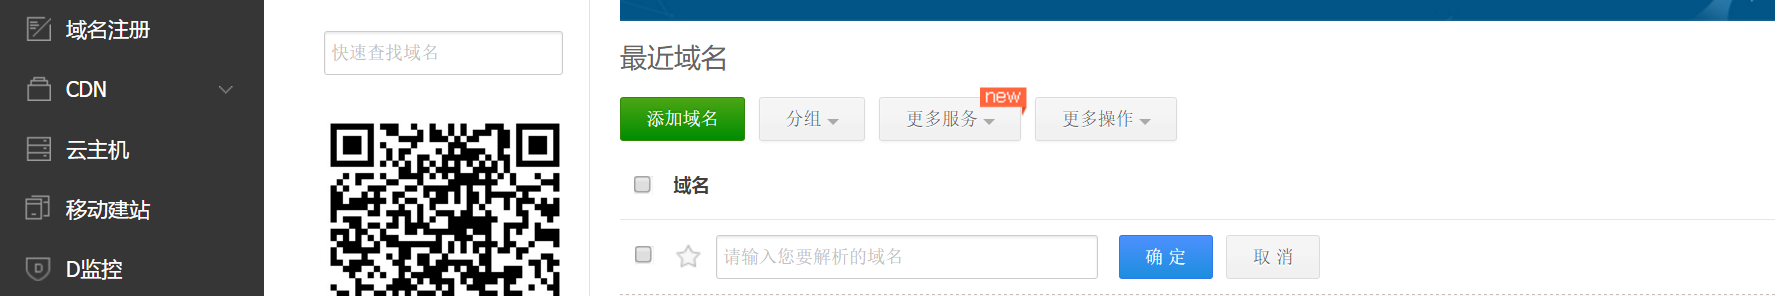 域名注册
CDN
云主机
移动建站
D监控
快速查找域名
最近域名
添加域名 分组 更多服务 new 更多操作
域名
请输入您要解析的域名 确 定 取 消